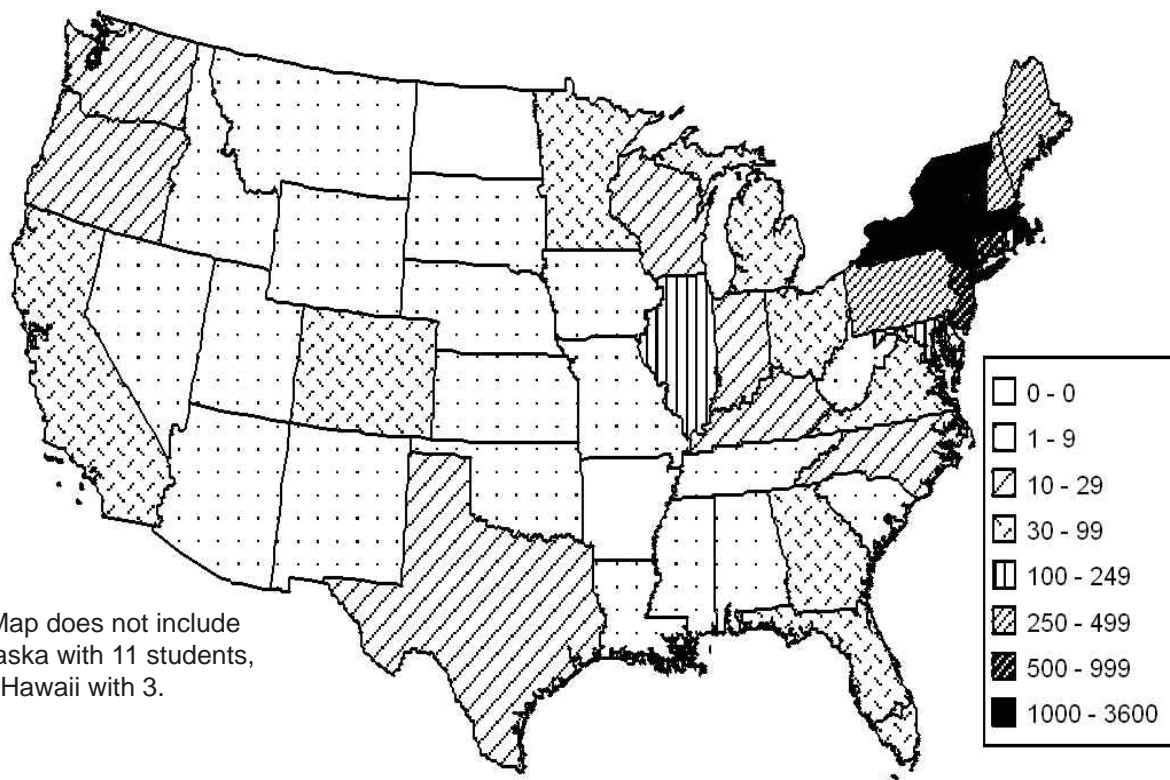 Map does not include
aska with 11 students,
Hawaii with 3.
0 - 0
1 - 9
10 - 29
30 - 99
100 - 249
250 - 499
500 - 999
1000 - 3600